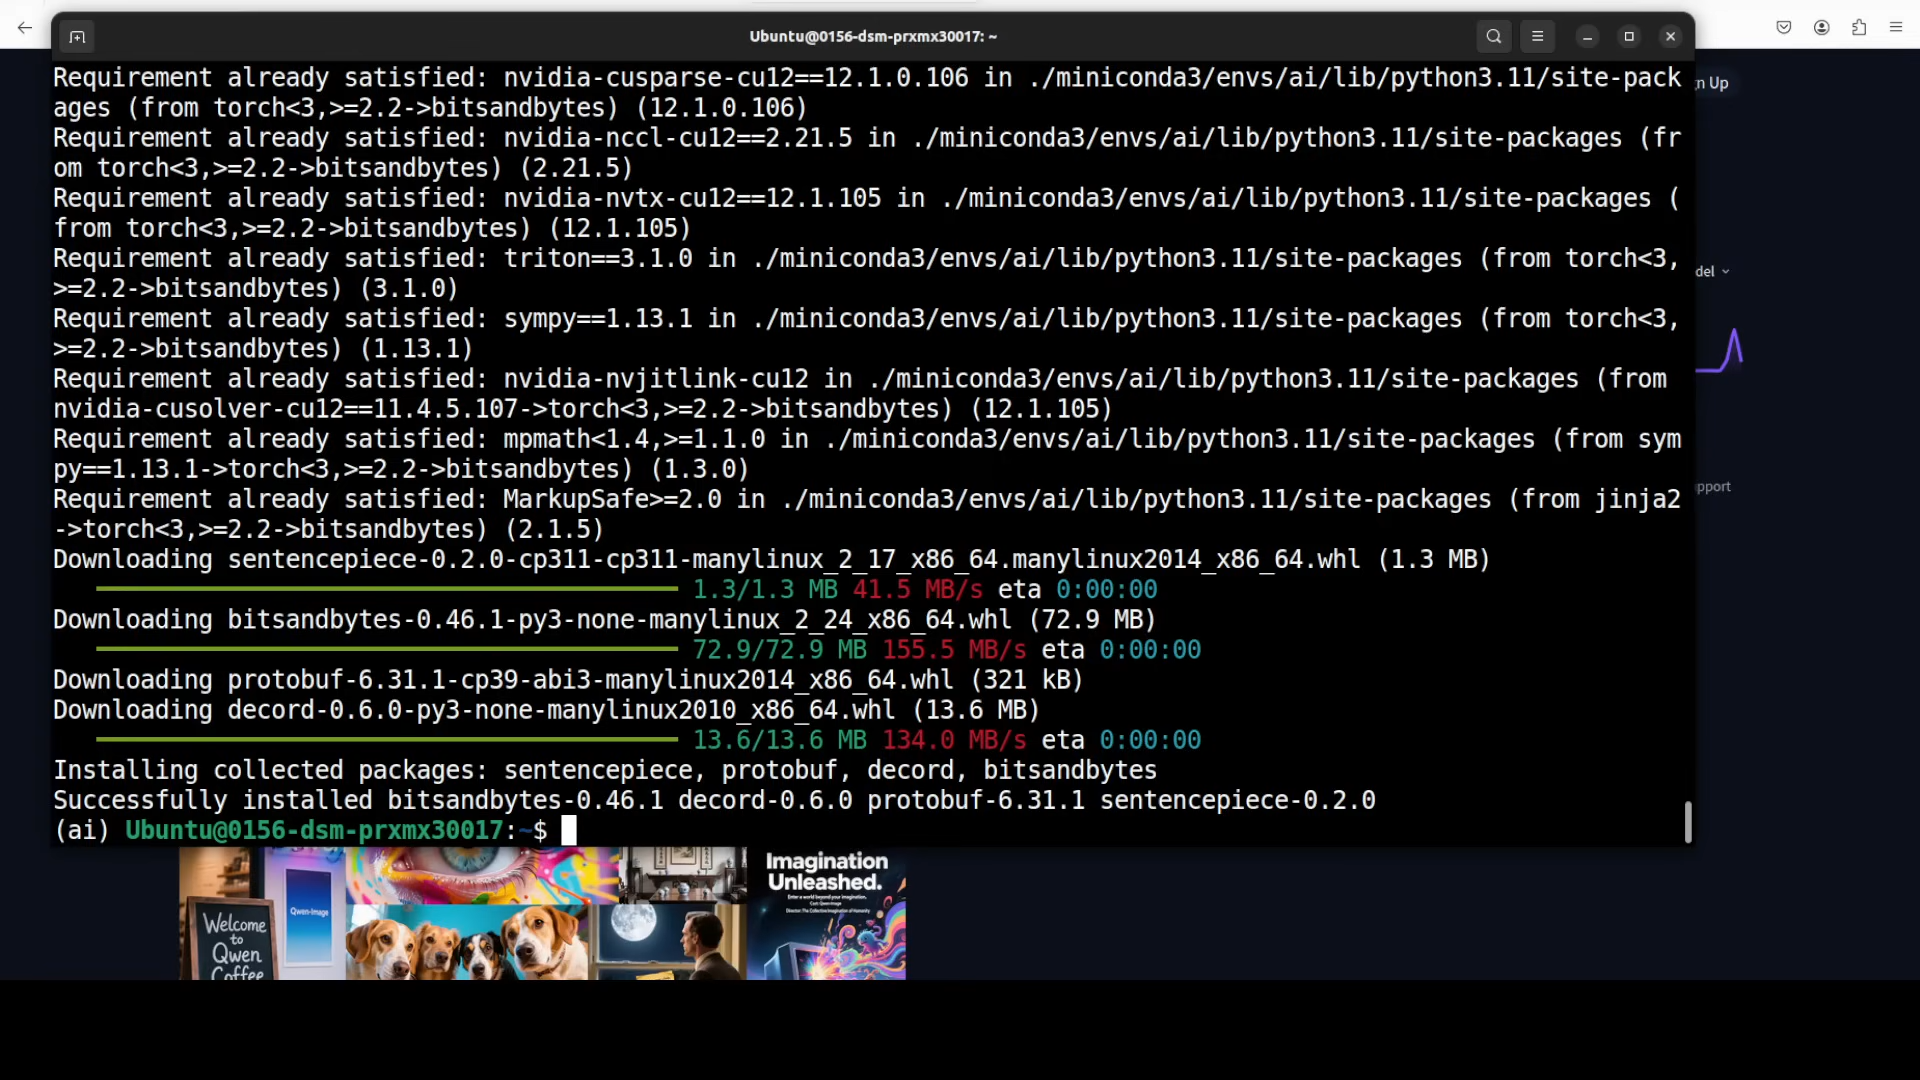 Ubuntu@0156-dsm-prxmx30017: ~
Requirement already satisfied: nvidia-cusparse-cu12==12.1.0.106 in ./miniconda3/envs/ai/lib/python3.11/site-pack
ages (from torch<3,>=2.2->bitsandbytes) (12.1.0.106)
Requirement already satisfied: nvidia-nccl-cu12==2.21.5 in ./miniconda3/envs/ai/lib/python3.11/site-packages (fr
om torch<3,>=2.2->bitsandbytes) (2.21.5)
Requirement already satisfied: nvidia-nvtx-cu12==12.1.105 in ./miniconda3/envs/ai/lib/python3.11/site-packages (
from torch<3,>=2.2->bitsandbytes) (12.1.105)
Requirement already satisfied: triton==3.1.0 in ./miniconda3/envs/ai/lib/python3.11/site-packages (from torch<3,
>=2.2->bitsandbytes) (3.1.0)
Requirement already satisfied: sympy==1.13.1 in ./miniconda3/envs/ai/lib/python3.11/site-packages (from torch<3,
>=2.2->bitsandbytes) (1.13.1)
Requirement already satisfied: nvidia-nvjitlink-cu12 in ./miniconda3/envs/ai/lib/python3.11/site-packages (from
nvidia-cusolver-cu12==11.4.5.107->torch<3,>=2.2->bitsandbytes) (12.1.105)
Requirement already satisfied: mpmath<1.4,>=1.1.0 in ./miniconda3/envs/ai/lib/python3.11/site-packages (from sym
py==1.13.1->torch<3,>=2.2->bitsandbytes) (1.3.0)
Requirement already satisfied: MarkupSafe>=2.0 in ./miniconda3/envs/ai/lib/python3.11/site-packages (from jinja2
->torch<3,>=2.2->bitsandbytes) (2.1.5)
Downloading sentencepiece-0.2.0-cp311-cp311-manylinux_2_17_x86_64.manylinux2014_x86_64.whl (1.3 MB)
1.3/1.3 MB 41.5 MB/s eta 0:00:00
Downloading bitsandbytes-0.46.1-py3-none-manylinux_2_24_x86_64.whl (72.9 MB)
72.9/72.9 MB 155.5 MB/s eta 0:00:00
Downloading protobuf-6.31.1-cp39-abi3-manylinux2014_x86_64.whl (321 kB)
Downloading decord-0.6.0-py3-none-manylinux2010_x86_64.whl (13.6 MB)
13.6/13.6 MB 134.0 MB/s eta 0:00:00
Installing collected packages: sentencepiece, protobuf, decord, bitsandbytes
Successfully installed bitsandbytes-0.46.1 decord-0.6.0 protobuf-6.31.1 sentencepiece-0.2.0
(ai) Ubuntu@0156-dsm-prxmx30017:~$
n Up
del
pport
Welcome
to
Qwen
Coffee
Qwen-Image
Imagination
Unleashed.
Enter a world beyond your imagination.